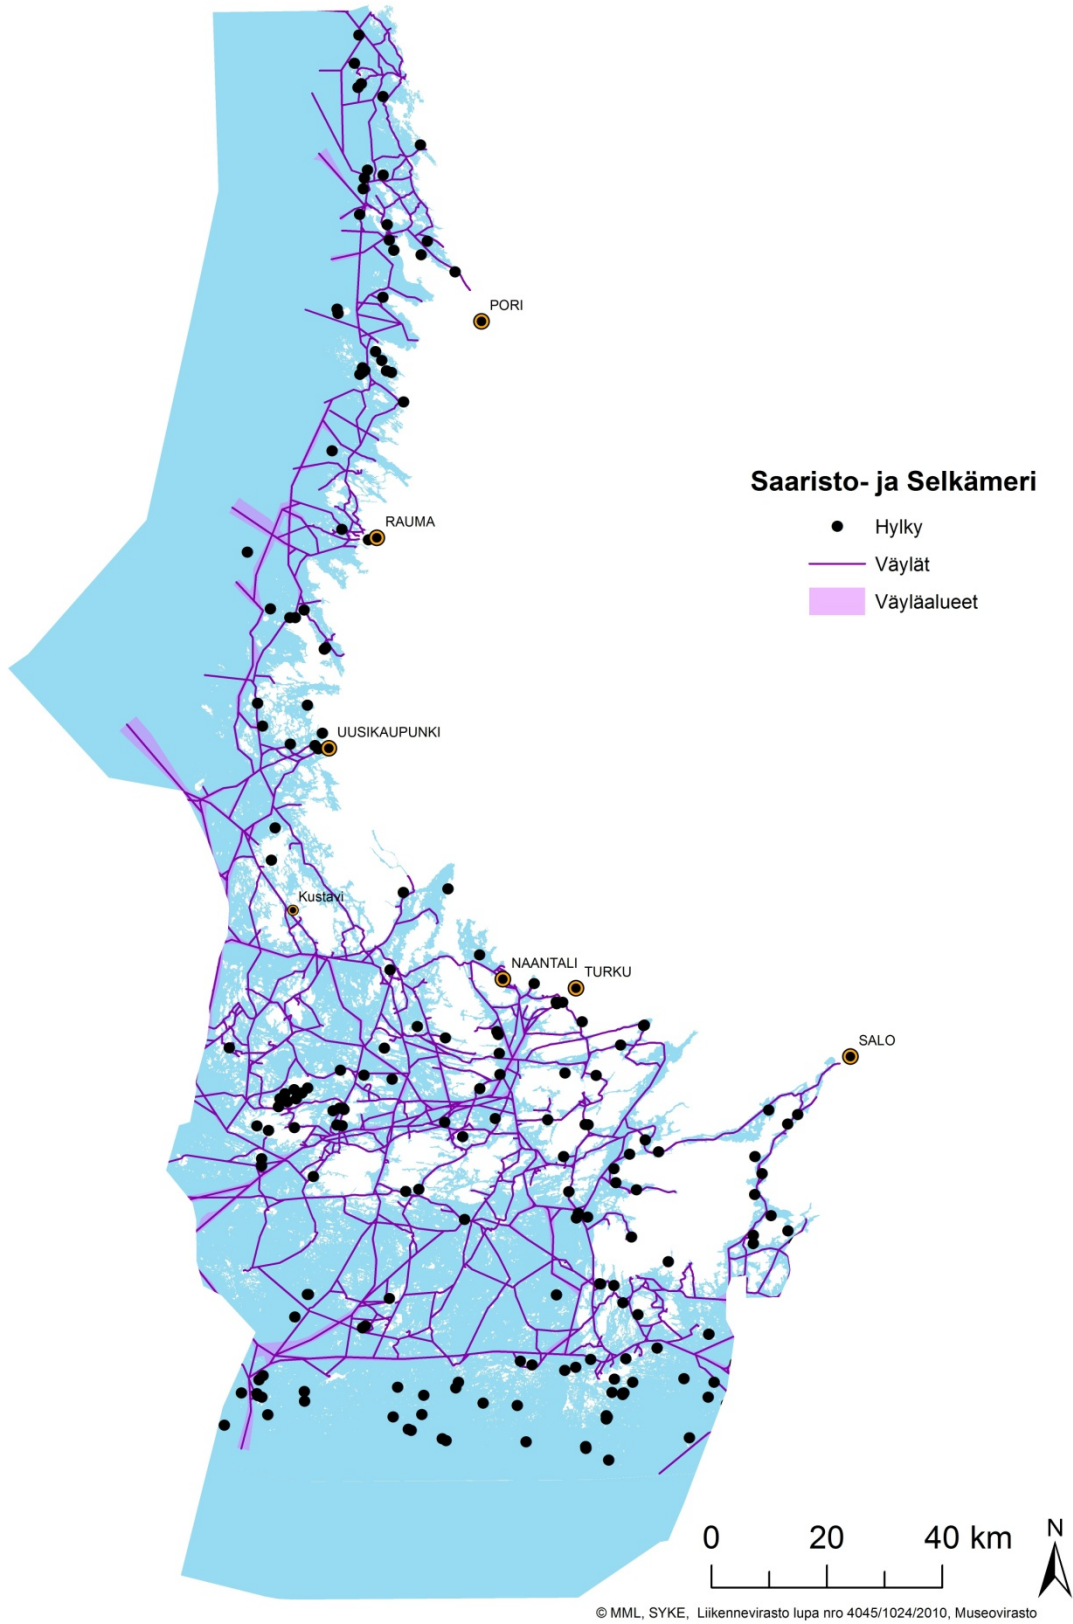 PORI
Saaristo- ja Selkämeri
Hylky
Väylät
Väyläalueet
RAUMA
UUSIKAUPUNKI
Kustavi
NAANTALI
TURKU
SALO
0 20 40 km
N
© MML, SYKE, Liikennevirasto lupa nro 4045/1024/2010, Museovirasto